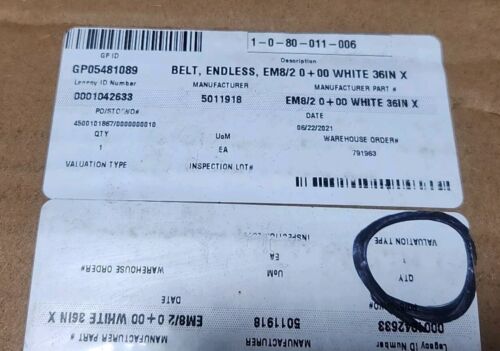 1-0-80-011-006
GP ID
Description
GP05481089
BELT, ENDLESS, EM8/2 0+00 WHITE 36IN X
Legacy ID Number
MANUFACTURER
MANUFACTURER PART #
0001042633
5011918
EM8/2 0+00 WHITE 36IN X
PO/STO/WO#
DATE
4500101867/0000000010
06/22/2021
QTY
UoM
WAREHOUSE ORDER#
1
EA
791963
VALUATION TYPE
INSPECTION LOT#
VALUATION TYPE
1
EA
QTY
UoM
WAREHOUSE ORDER#
DATE
0001042633
5011918
EM8/2 0+00 WHITE 36IN X
Legacy ID Number
MANUFACTURER
MANUFACTURER PART #